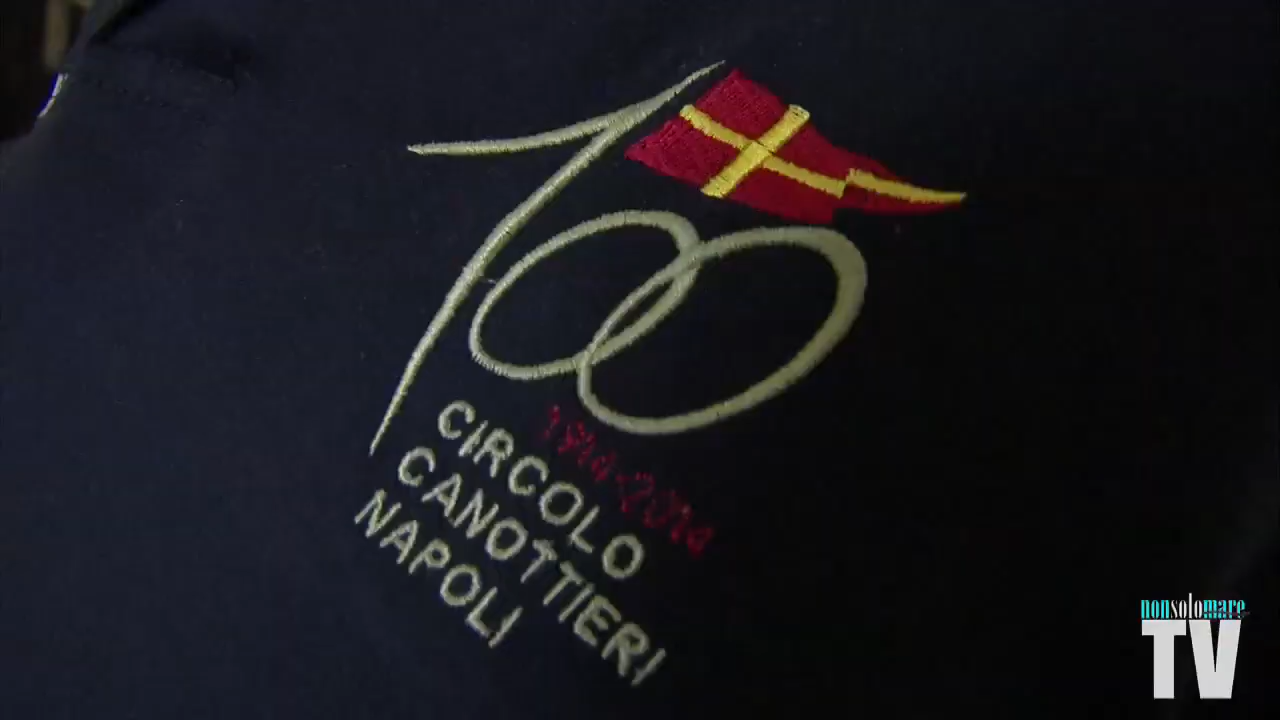 100
1914-2014
CIRCOLO
CANOTTIERI
NAPOLI
nonsolomare
TV